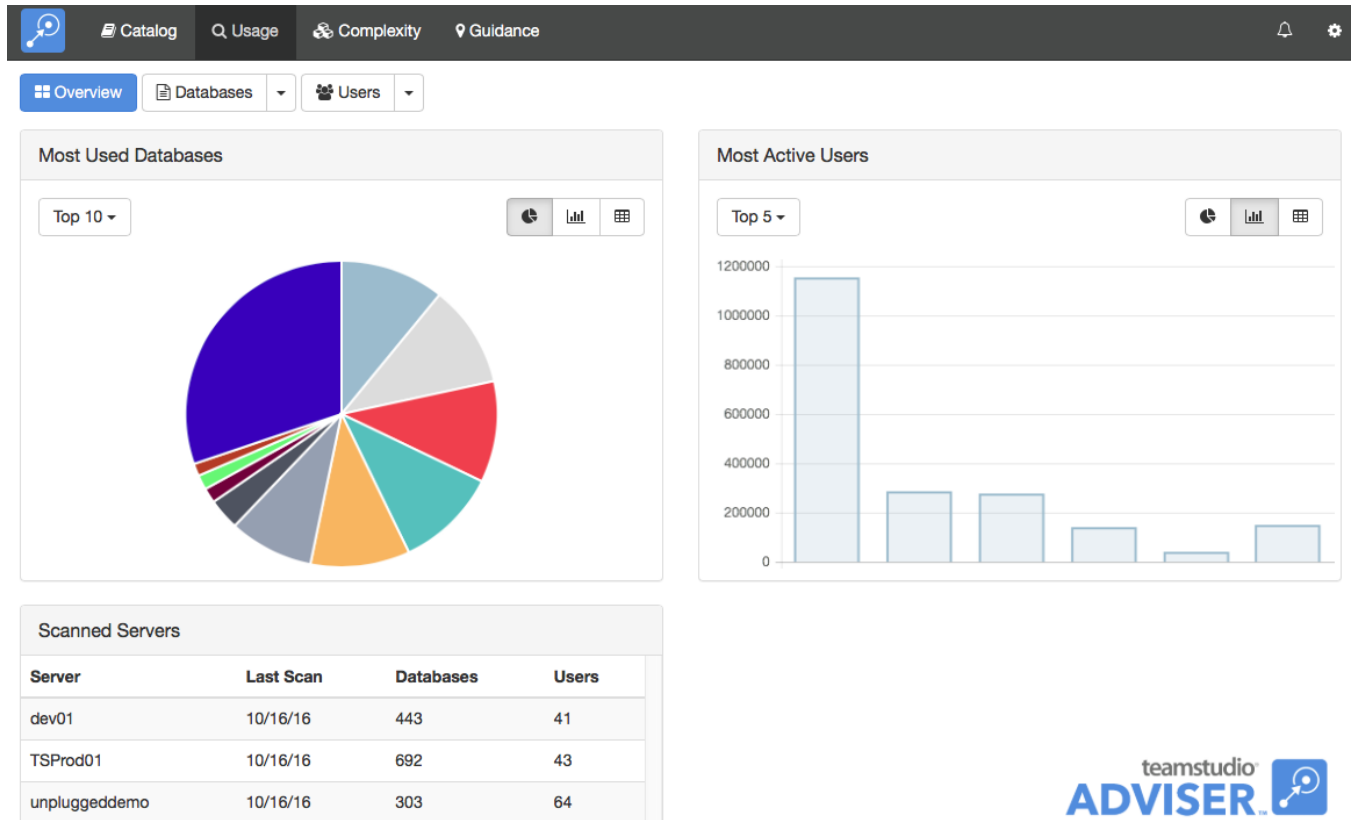 Catalog Usage Complexity Guidance
Overview Databases Users
Most Used Databases
Top 10
Most Active Users
Top 5
1200000
1000000
800000
600000
400000
200000
0
Scanned Servers
Server Last Scan Databases Users
dev01 10/16/16 443 41
TSProd01 10/16/16 692 43
unpluggeddemo 10/16/16 303 64
teamstudio
ADVISER™